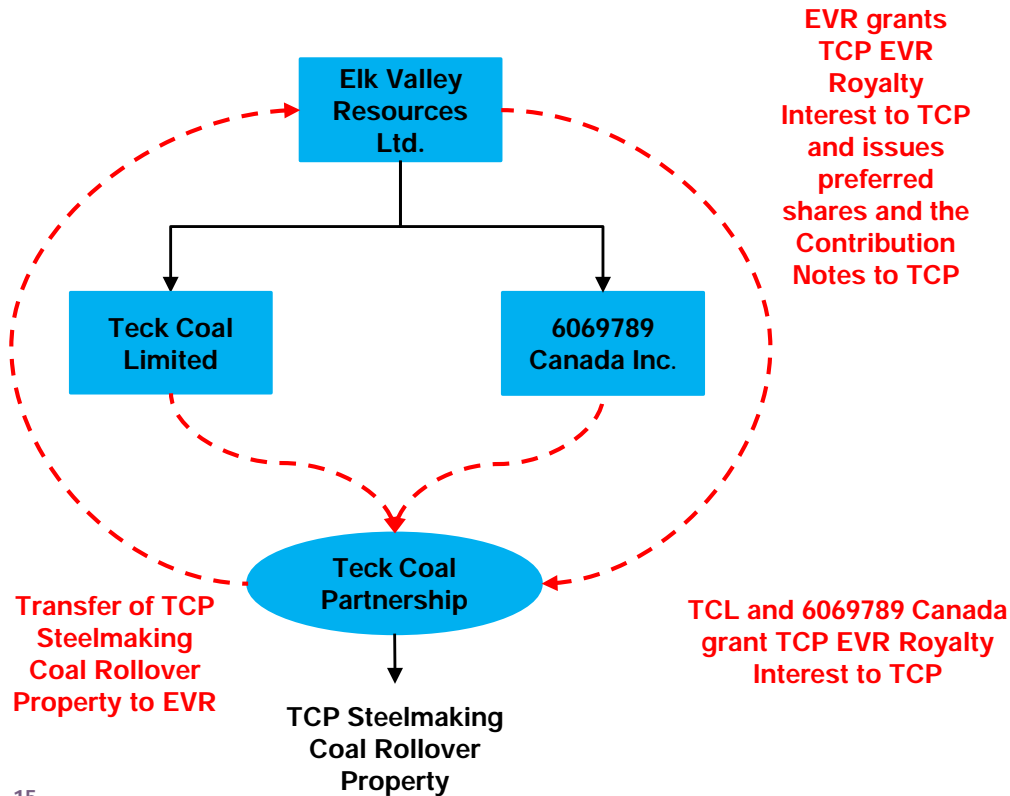 EVR grants
TCP EVR
Royalty
Interest to TCP
and issues
preferred
shares and the
Contribution
Notes to TCP
Elk Valley
Resources
Ltd.
Teck Coal
Limited
6069789
Canada Inc.
Teck Coal
Partnership
Transfer of TCP
Steelmaking
Coal Rollover
Property to EVR
TCL and 6069789 Canada
grant TCP EVR Royalty
Interest to TCP
TCP Steelmaking
Coal Rollover
Property
15